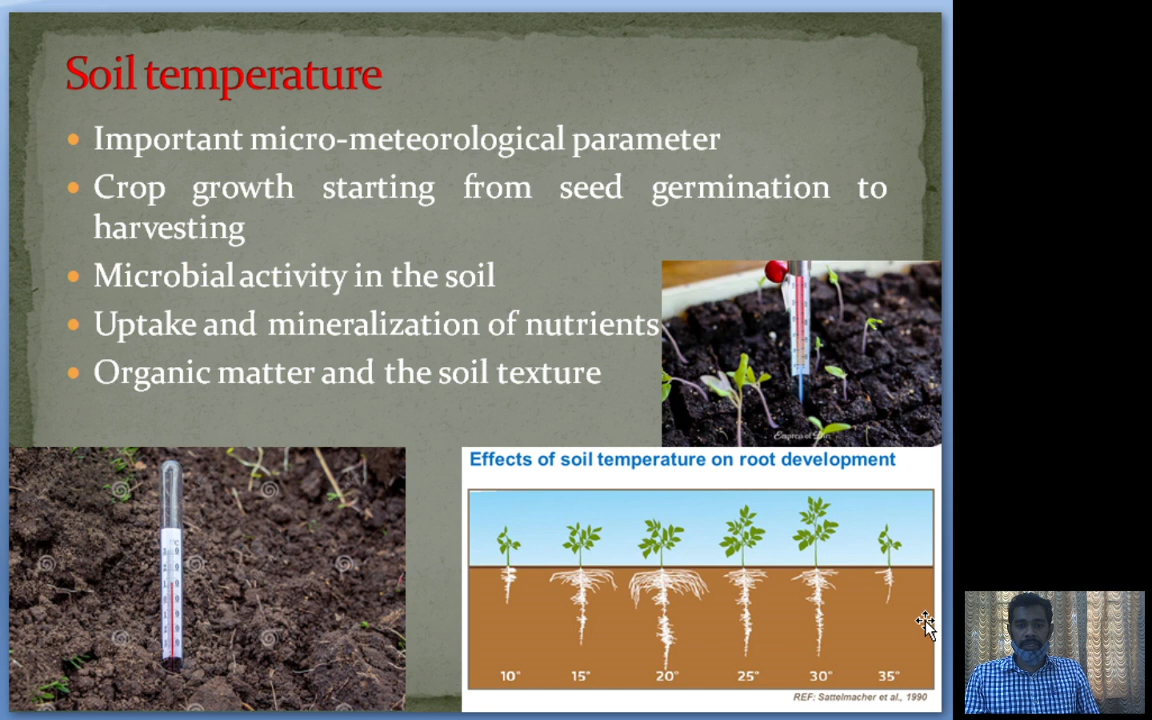 Soil temperature
Important micro-meteorological parameter
Crop growth starting from seed germination to
harvesting
Microbial activity in the soil
Uptake and mineralization of nutrients
Organic matter and the soil texture
Effects of soil temperature on root development
10° 15° 20° 25° 30° 35°
REF: Sattelmacher et al., 1990